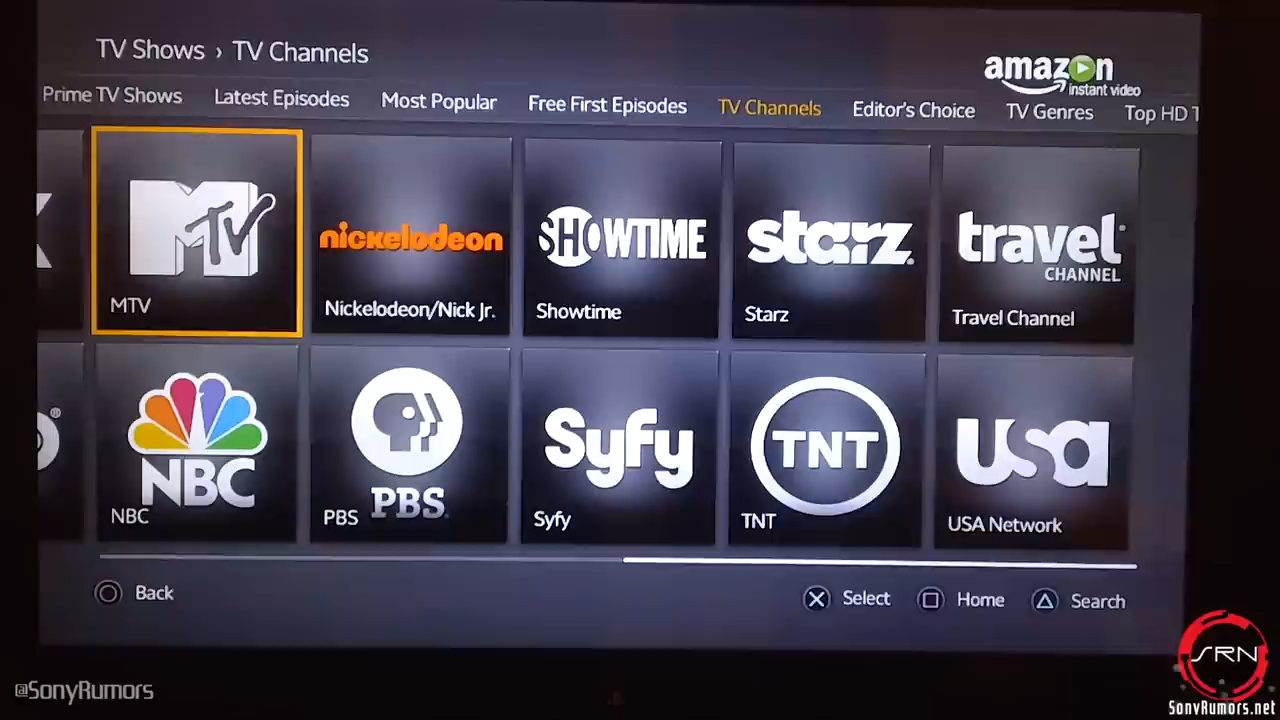 TV Shows › TV Channels
amazon
instant video
Prime TV Shows Latest Episodes Most Popular Free First Episodes TV Channels Editor's Choice TV Genres Top HD T
MTV nickelodeon SHOWTIME starz travel
CHANNEL
MTV Nickelodeon/Nick Jr. Showtime Starz Travel Channel
NBC PBS Syfy TNT usa
NBC PBS Syfy TNT USA Network
Back Select Home Search
@SonyRumors
SRN
SonyRumors.net